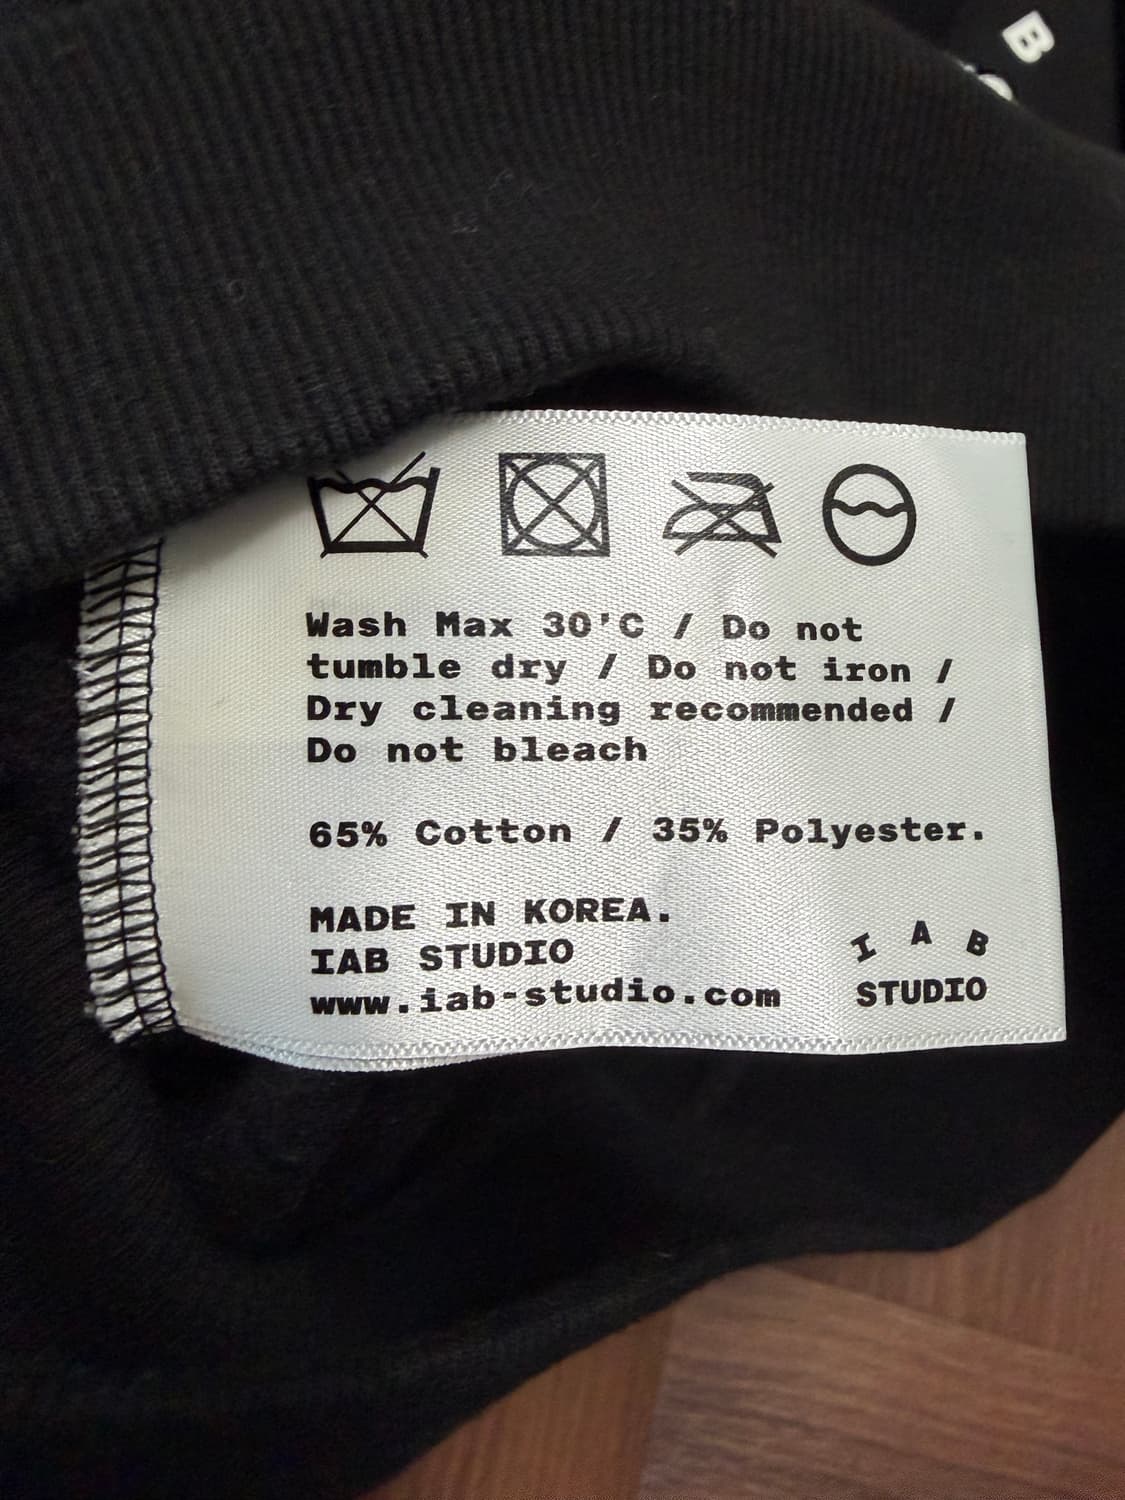 B
Wash Max 30'C / Do not
tumble dry / Do not iron /
Dry cleaning recommended /
Do not bleach
65% Cotton / 35% Polyester.
MADE IN KOREA.
IAB STUDIO
www.iab-studio.com
I A B
STUDIO